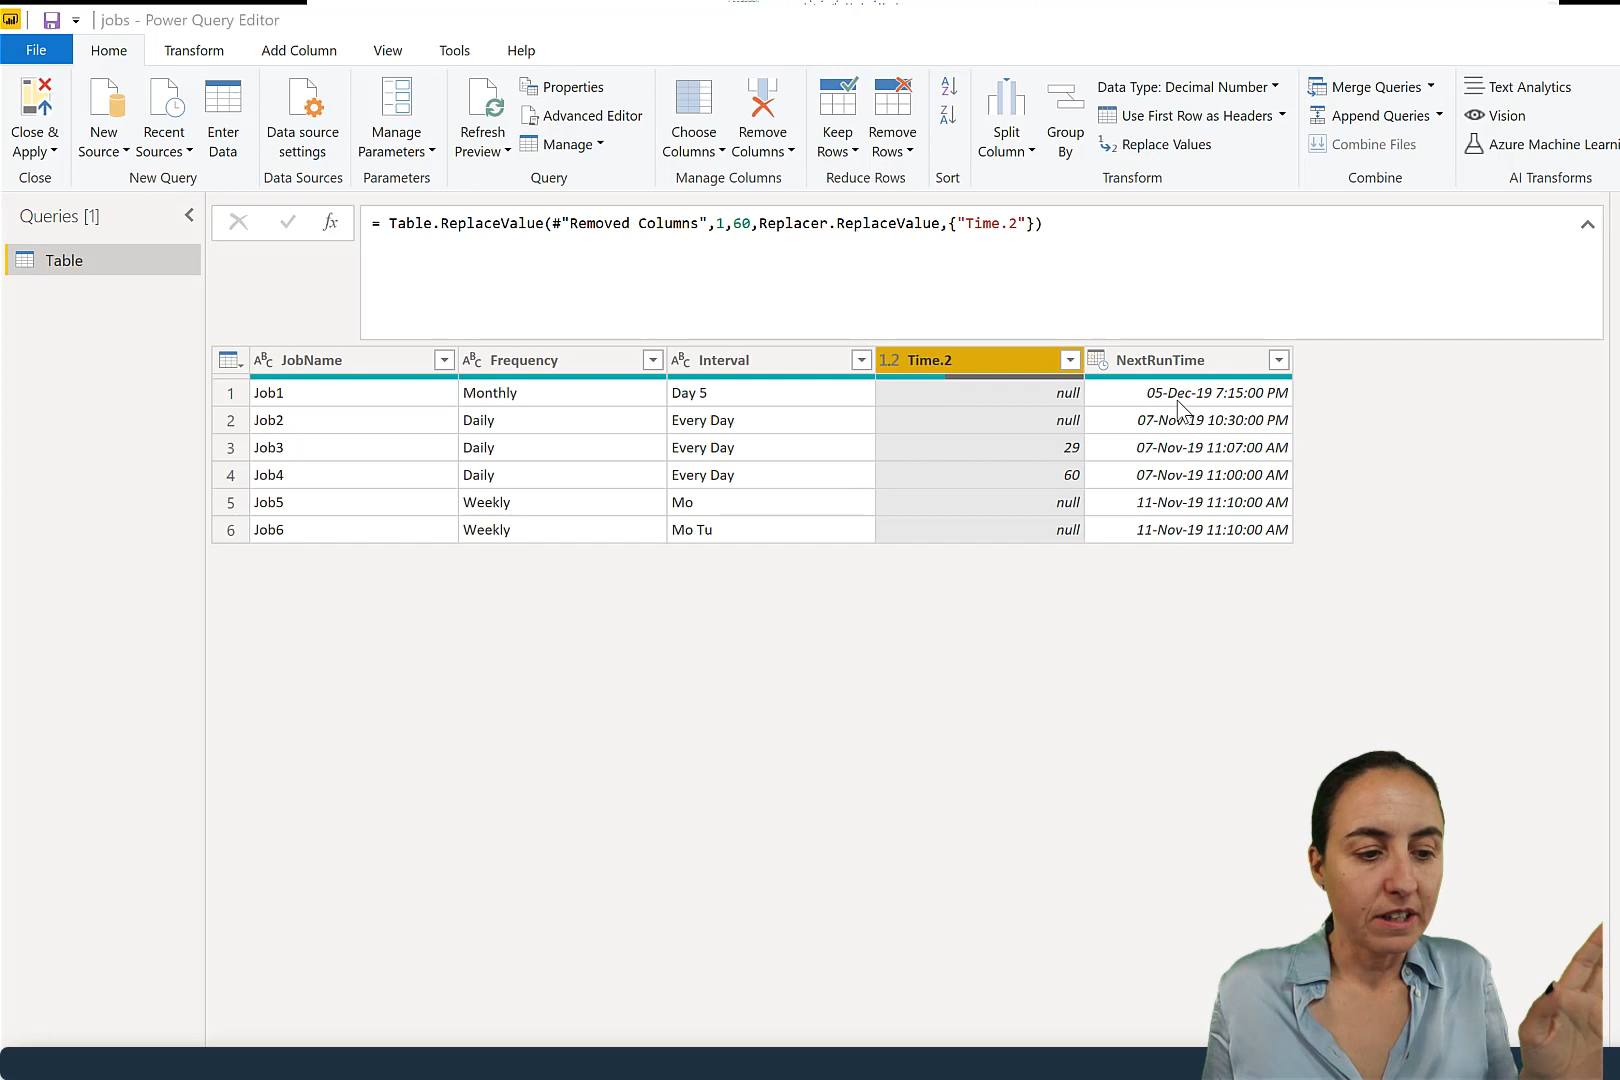 jobs - Power Query Editor
File Home Transform Add Column View Tools Help
Close & Apply
Close
New Source
Recent Sources
Enter Data
New Query
Data source settings
Data Sources
Manage Parameters
Parameters
Refresh Preview
Properties
Advanced Editor
Manage
Query
Choose Columns
Remove Columns
Manage Columns
Keep Rows
Remove Rows
Reduce Rows
Sort
Split Column
Group By
Data Type: Decimal Number
Use First Row as Headers
Replace Values
Transform
Merge Queries
Append Queries
Combine Files
Combine
Text Analytics
Vision
Azure Machine Learni
AI Transforms
Queries [1]
Table
fx
= Table.ReplaceValue(#"Removed Columns",1,60,Replacer.ReplaceValue,{"Time.2"})
JobName Frequency Interval 1.2 Time.2 NextRunTime
1 Job1 Monthly Day 5 null 05-Dec-19 7:15:00 PM
2 Job2 Daily Every Day null 07-Nov-19 10:30:00 PM
3 Job3 Daily Every Day 29 07-Nov-19 11:07:00 AM
4 Job4 Daily Every Day 60 07-Nov-19 11:00:00 AM
5 Job5 Weekly Mo null 11-Nov-19 11:10:00 AM
6 Job6 Weekly Mo Tu null 11-Nov-19 11:10:00 AM